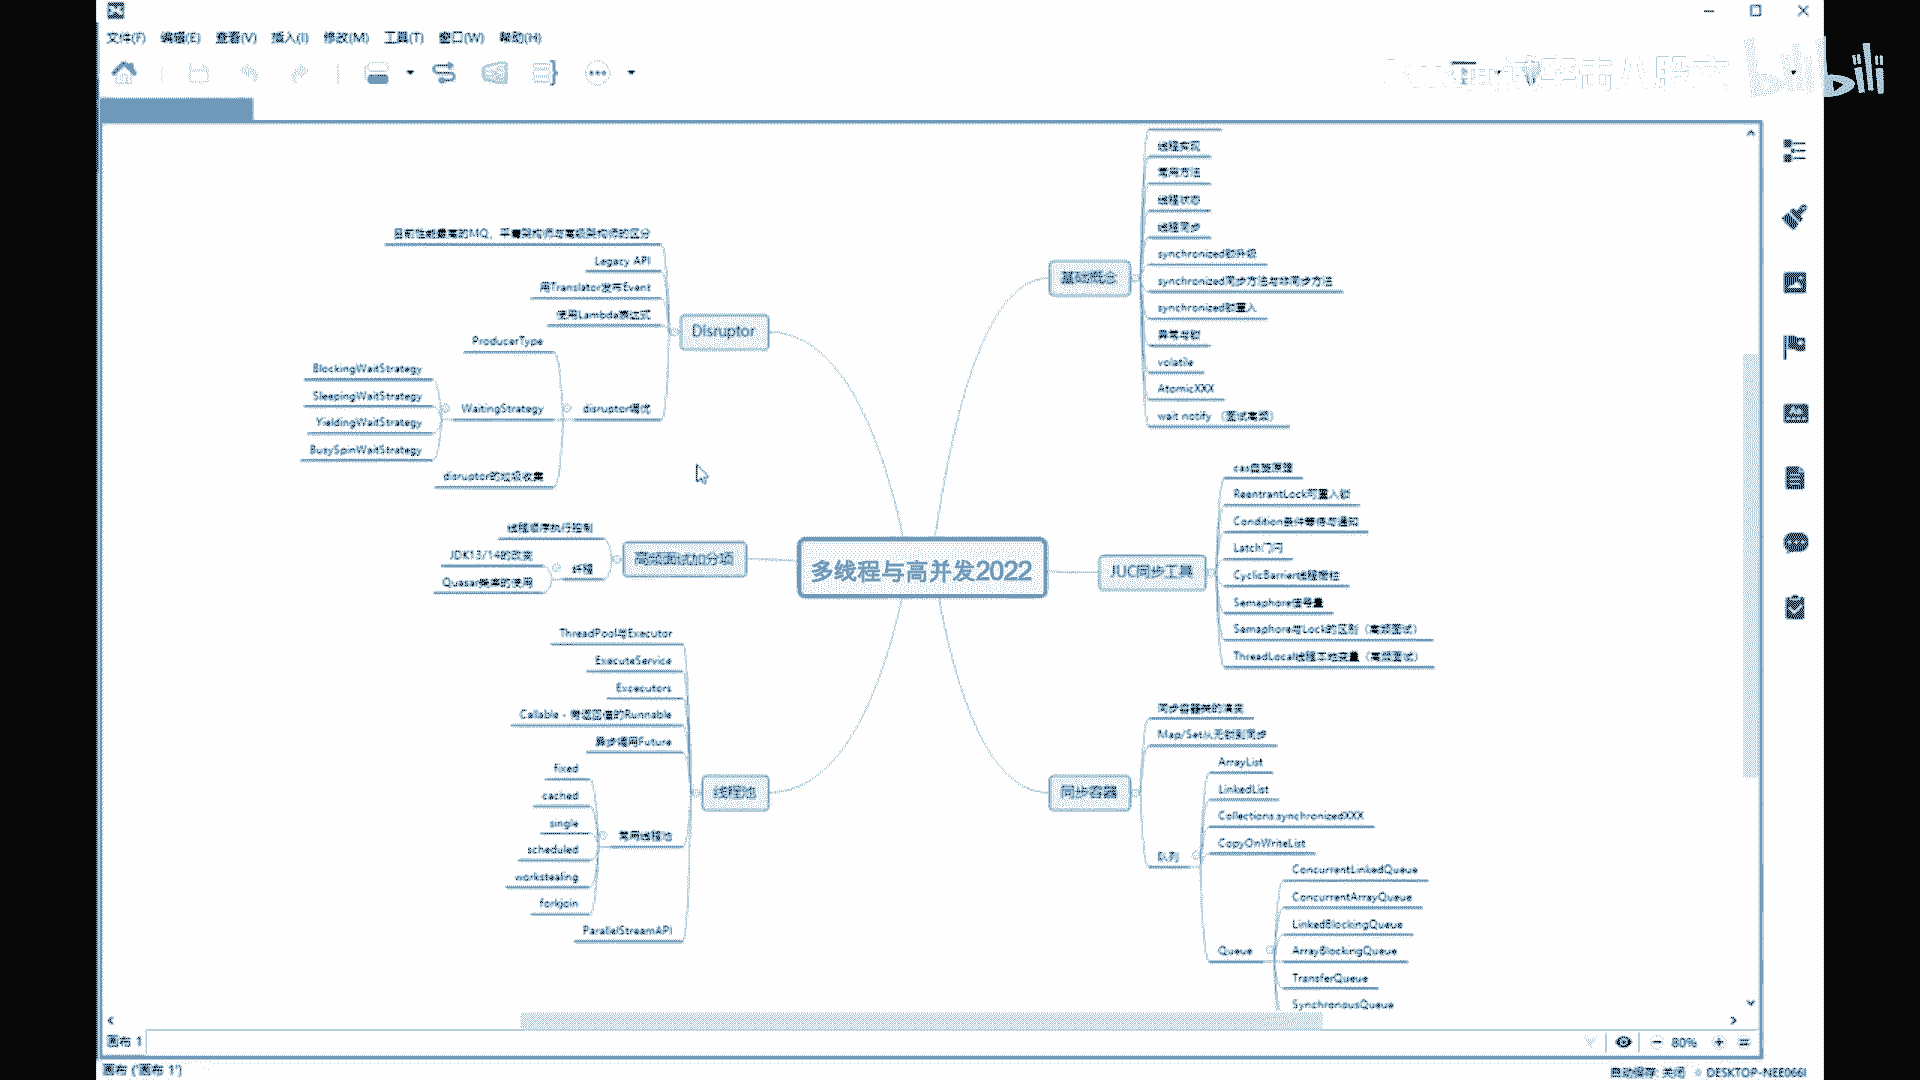 文件(F) 编辑(E) 查看(V) 插入(I) 修改(M) 工具(T) 窗口(W) 帮助(H)
bilibili
多线程与高并发2022
基础概念
线程实现
常用方法
线程状态
线程同步
synchronized锁升级
synchronized同步方法与非同步方法
synchronized锁重入
异常与锁
volatile
AtomicXXX
wait notify （面试高频）
JUC同步工具
cas自旋原理
ReentrantLock可重入锁
Condition条件等待与通知
Latch门闩
CyclicBarrier线程栅栏
Semaphore信号量
Semaphore与Lock的区别（高频面试）
ThreadLocal线程本地变量（高频面试）
同步容器
同步容器类的演变
Map/Set从无锁到同步
队列
ArrayList
LinkedList
Collections.synchronizedXXX
CopyOnWriteList
Queue
ConcurrentLinkedQueue
ConcurrentArrayQueue
LinkedBlockingQueue
ArrayBlockingQueue
TransferQueue
SynchronousQueue
Disruptor
目前性能最高的MQ，平庸架构师与高级架构师的区分
Legacy API
用Translator发布Event
使用Lambda表达式
disruptor调优
ProducerType
WaitingStrategy
BlockingWaitStrategy
SleepingWaitStrategy
YieldingWaitStrategy
BusySpinWaitStrategy
disruptor的垃圾收集
高频面试加分项
线程顺序执行控制
纤程
JDK13/14的改变
Quasar类库的使用
线程池
ThreadPool与Executor
ExecuteService
Excecutors
Callable - 带返回值的Runnable
异步调用Future
常用线程池
fixed
cached
single
scheduled
workstealing
forkjoin
ParallelStreamAPI
画布 1
80%
画布 ('画布 1')
自动保存: 关闭
DESKTOP-NEE066I